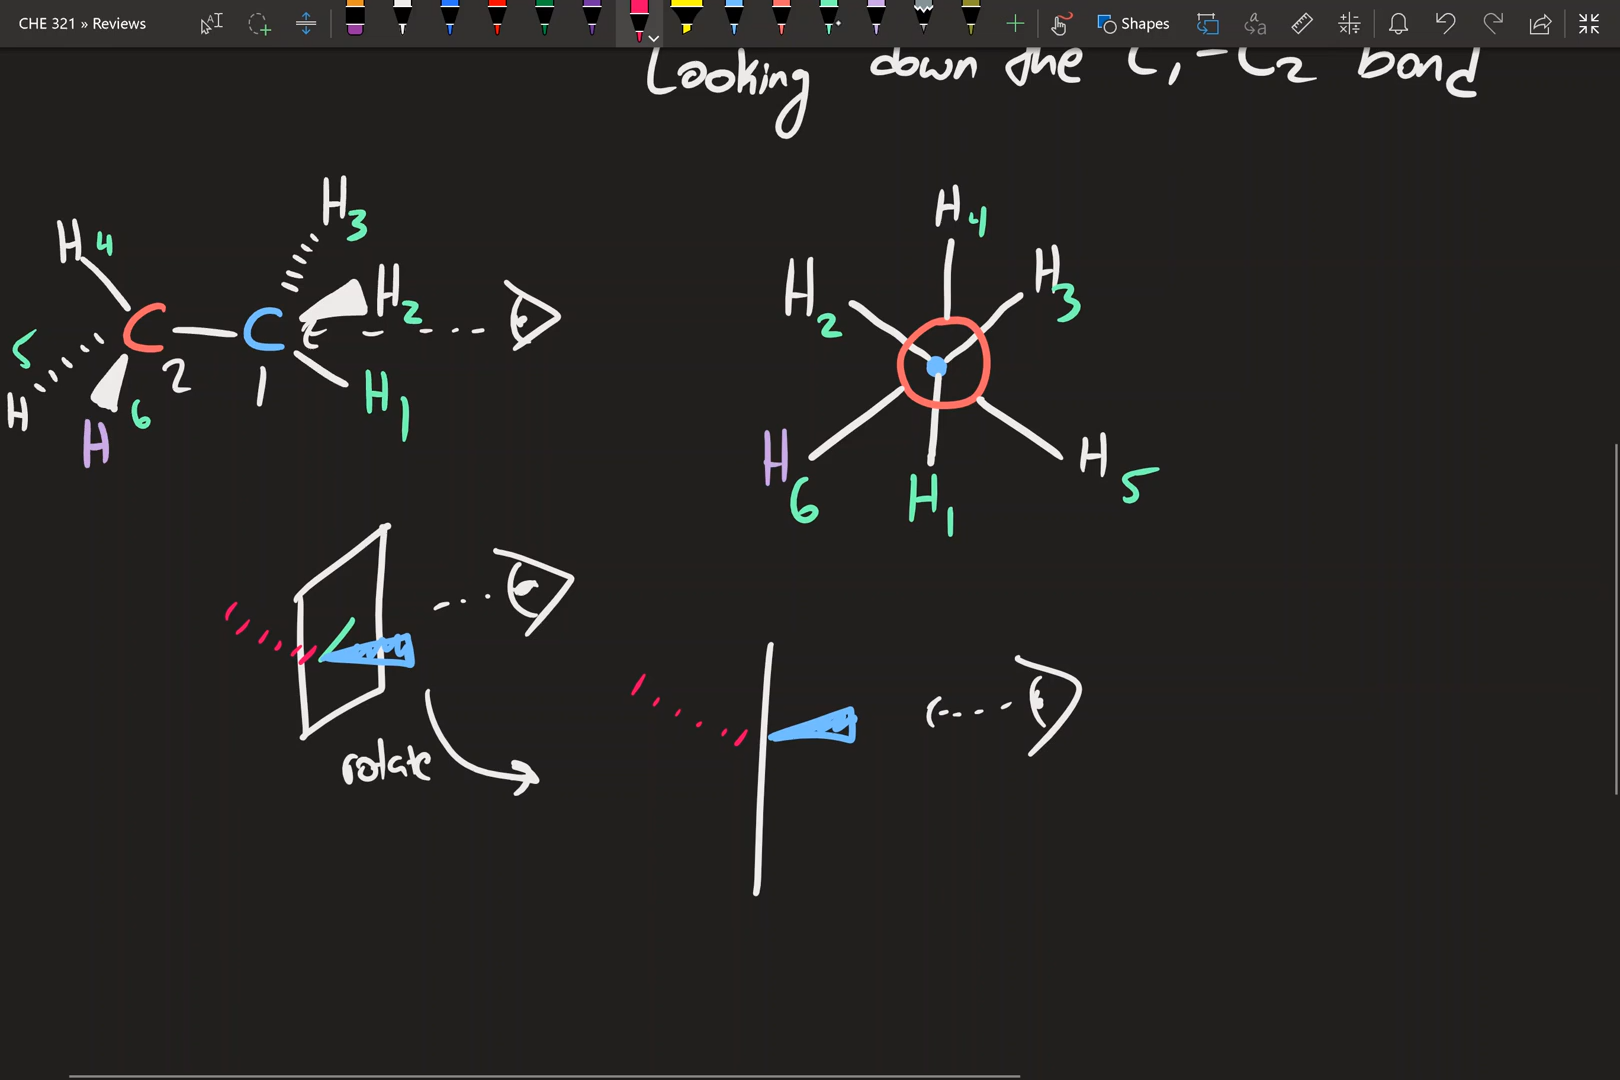 CHE 321 » Reviews
Shapes
Looking down the C₁-C₂ bond
H₃
H₄
H₂
C C
2 1
5
H
H 6
H₁
H₄
H₂
H₃
H₆
H₁
H₅
rotate